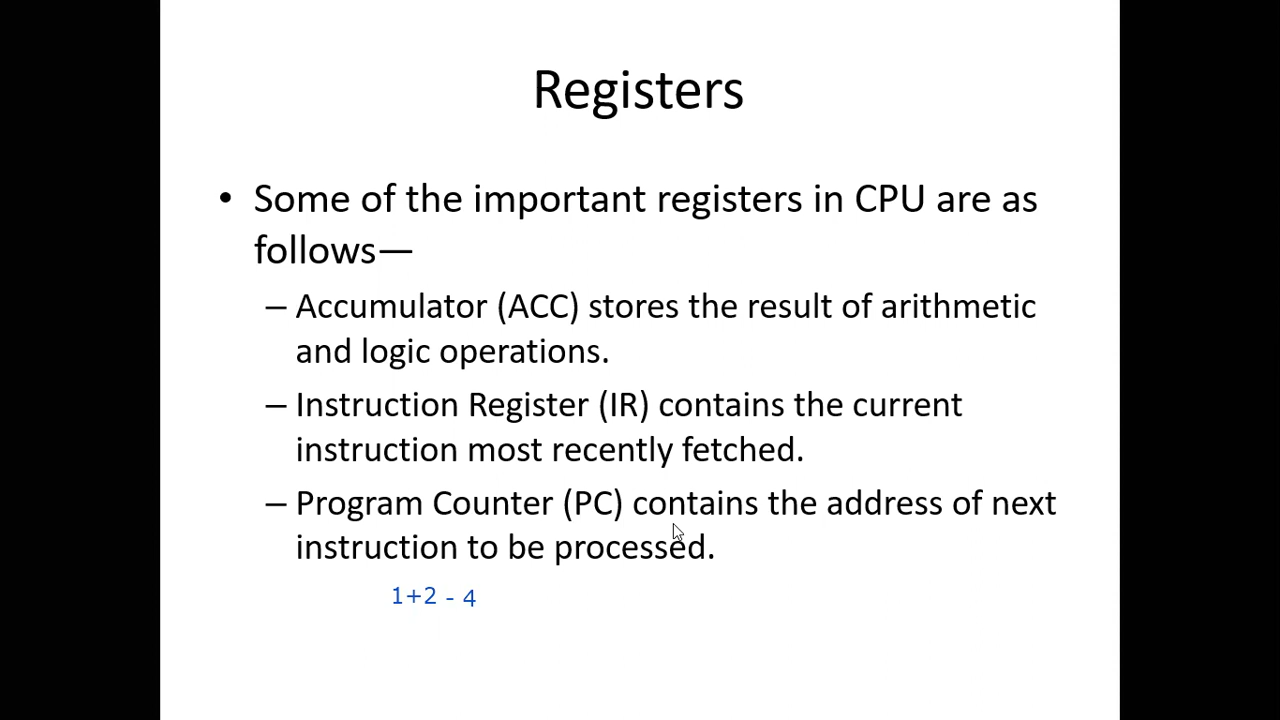 Registers
• Some of the important registers in CPU are as
follows—
– Accumulator (ACC) stores the result of arithmetic
and logic operations.
– Instruction Register (IR) contains the current
instruction most recently fetched.
– Program Counter (PC) contains the address of next
instruction to be processed.
1+2 - 4